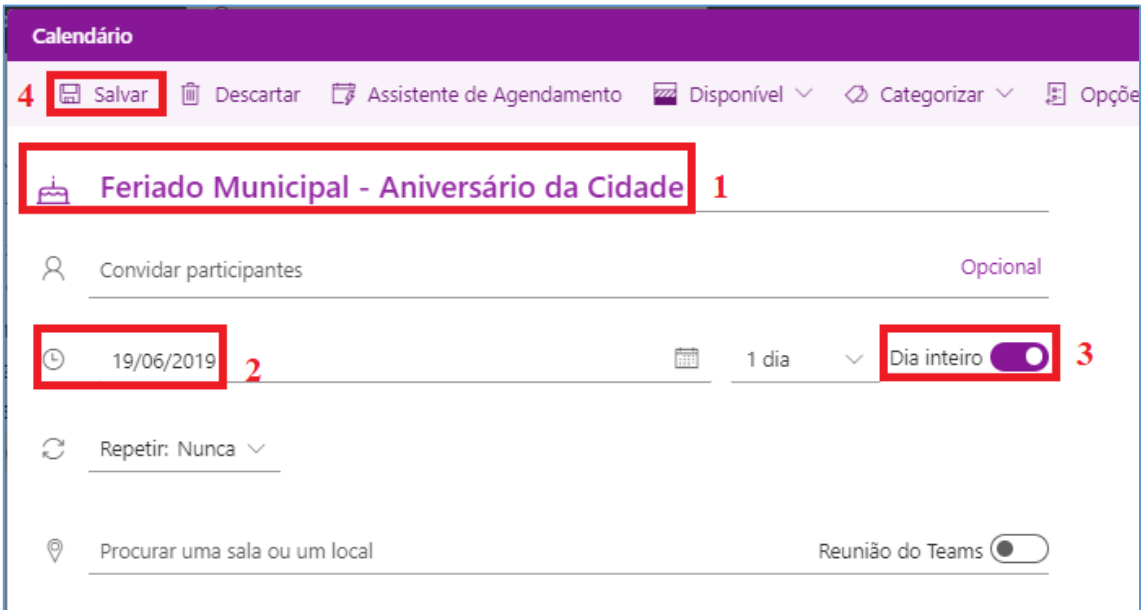 Calendário
4 Salvar Descartar Assistente de Agendamento Disponível Categorizar Opçõe
Feriado Municipal - Aniversário da Cidade 1
Convidar participantes Opcional
19/06/2019 2 1 dia Dia inteiro 3
Repetir: Nunca
Procurar uma sala ou um local Reunião do Teams